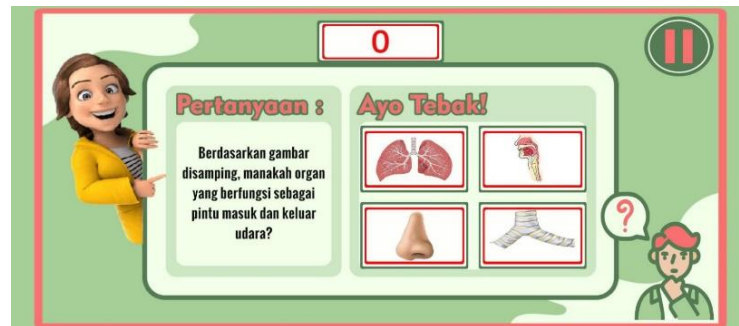 0
Pertanyaan :
Berdasarkan gambar
disamping, manakah organ
yang berfungsi sebagai
pintu masuk dan keluar
udara?
Ayo Tebak!
?